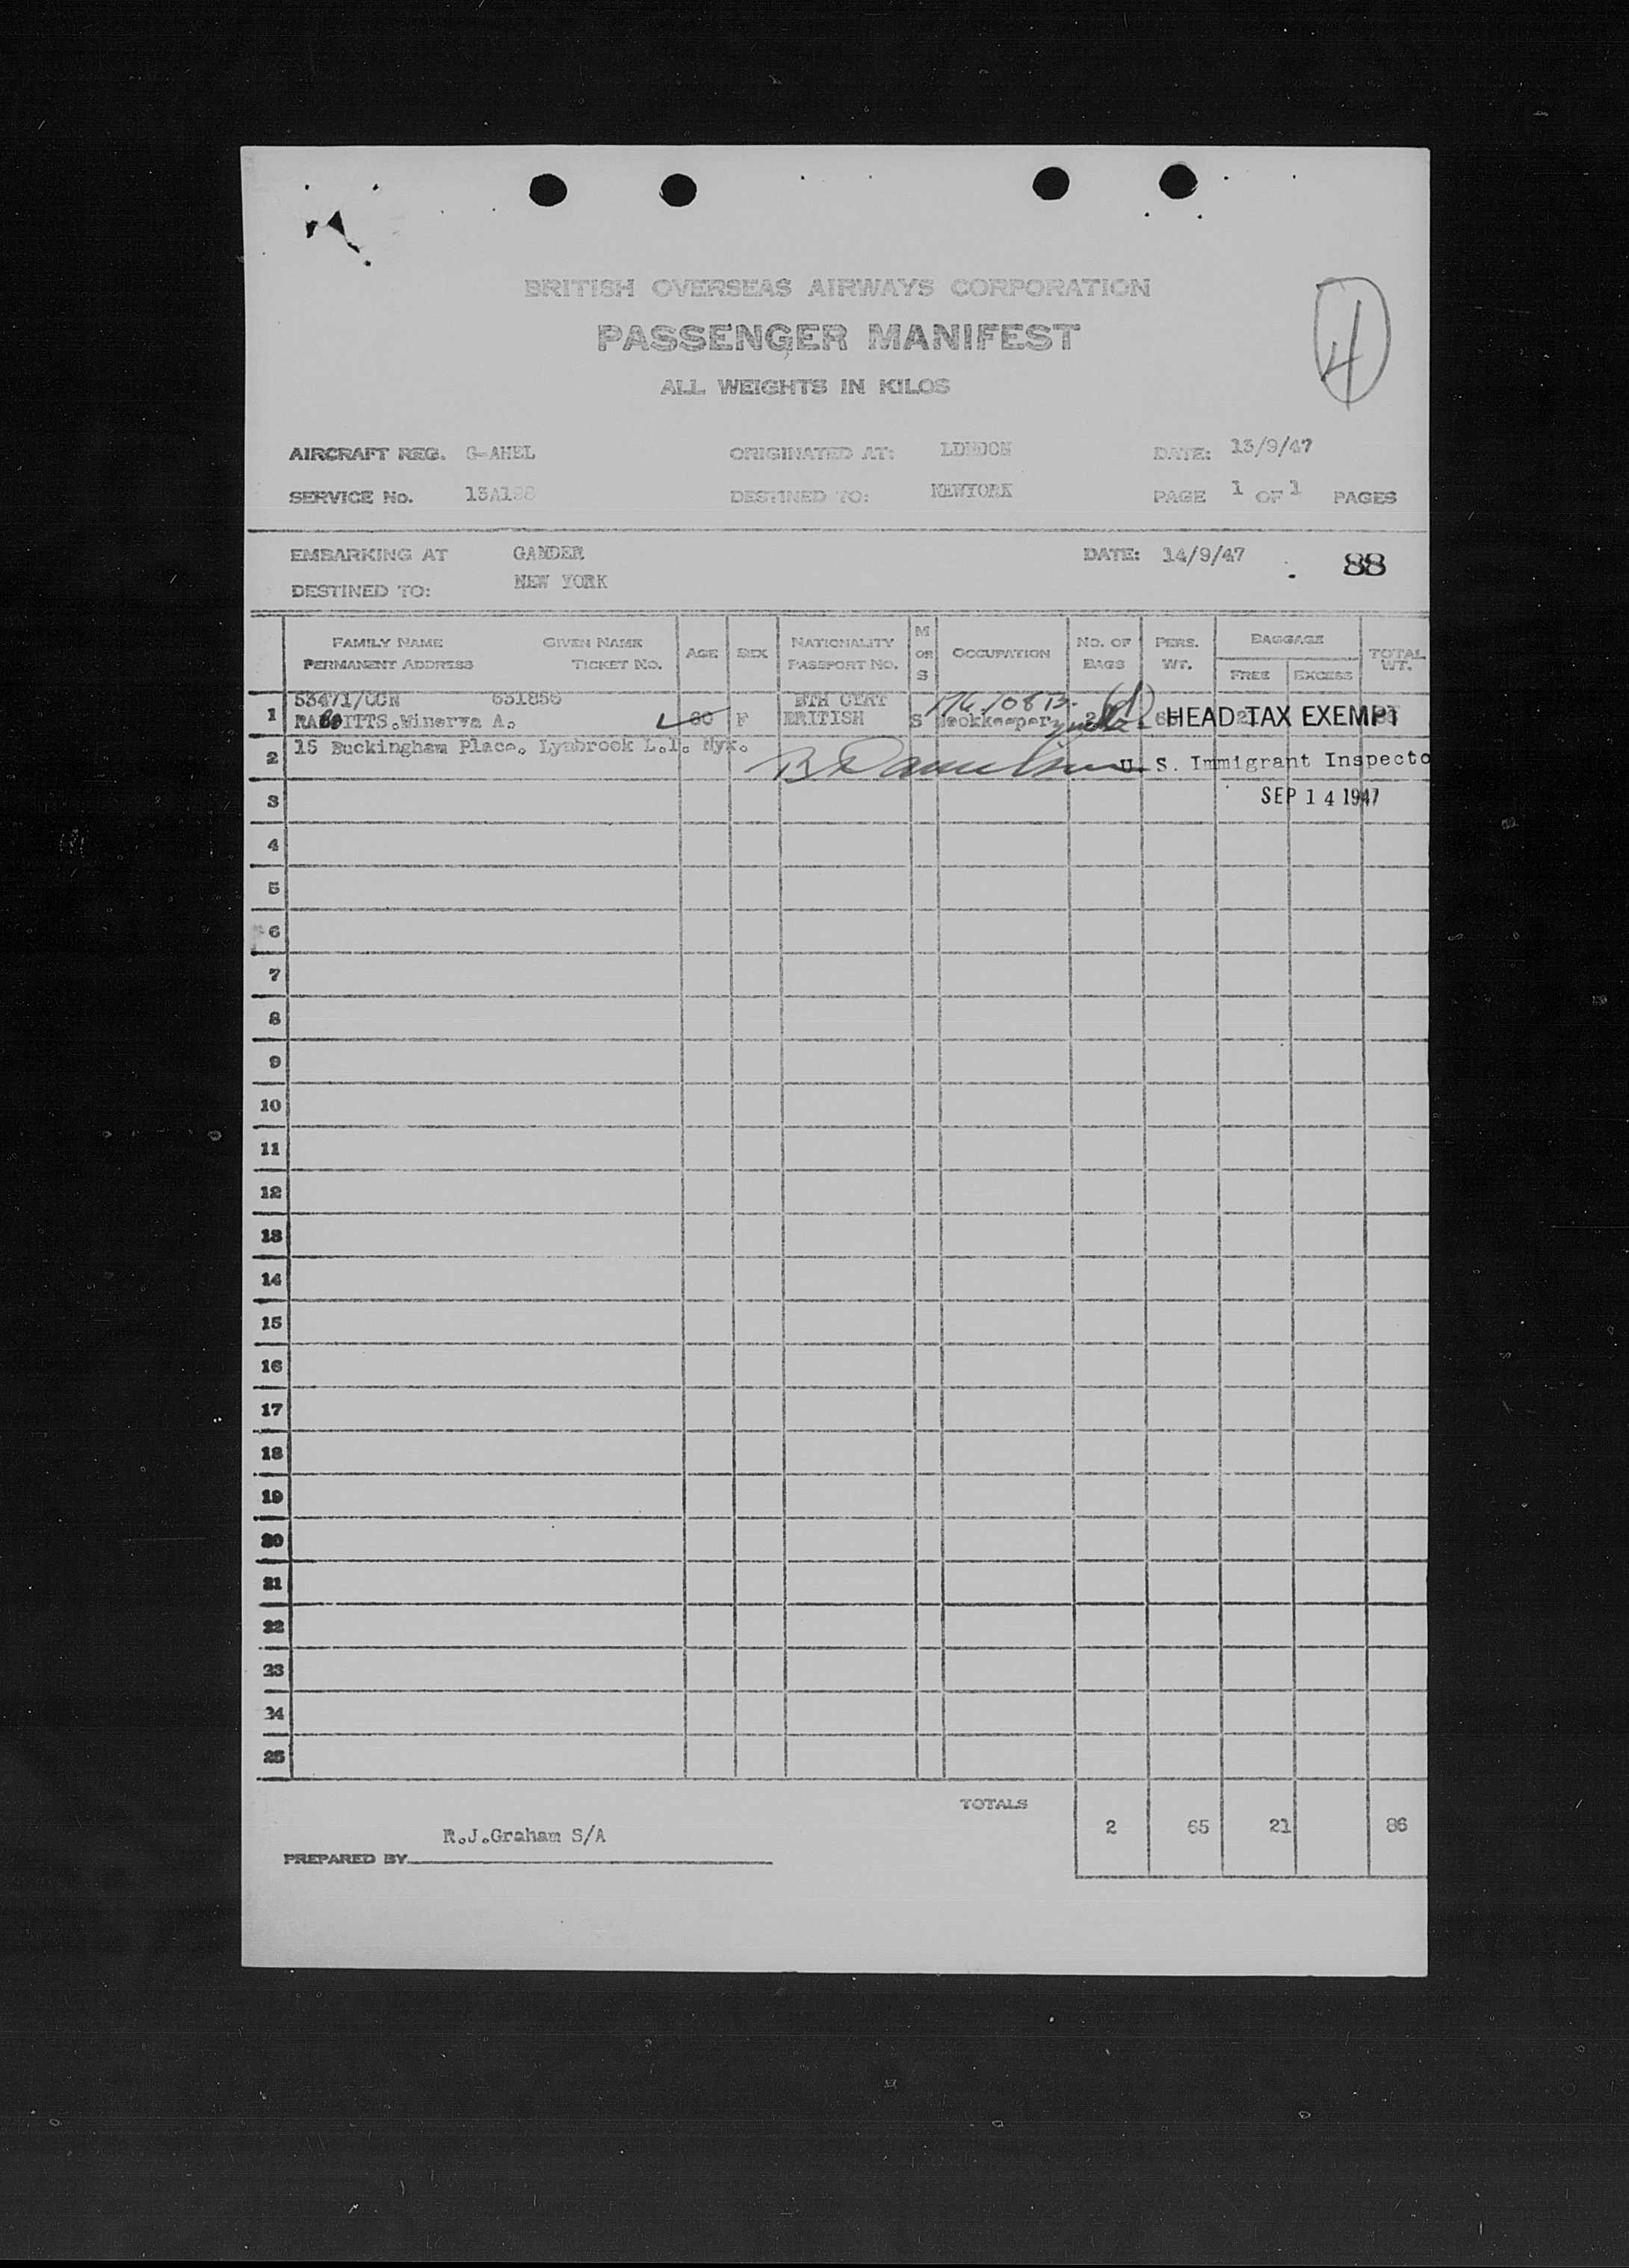 BRITISH OVERSEAS AIRWAYS CORPORATION
PASSENGER MANIFEST
ALL WEIGHTS IN KILOS
4
AIRCRAFT REG. G-AHEL ORIGINATED AT: LONDON DATE: 13/9/47
SERVICE No. DESTINED TO: NEWYORK PAGE 1 OF 1 PAGES
EMBARKING AT GANDER DATE: 14/9/47 88
DESTINED TO: NEW YORK
FAMILY NAME GIVEN NAME AGE SEX NATIONALITY M OR S OCCUPATION NO. OF BAGS PERS. WT. BAGGAGE TOTAL WT.
PERMANENT ADDRESS TICKET NO. PASSPORT NO. FREE EXCESS
53471/CCN 651856 BTH CERT
1 RABBITTS.Minerva A. F BRITISH S Bookkeeper 2 HEAD TAX EXEMPT
2 15 Buckingham Place. Lynbrook L.I. Nyk. U. S. Immigrant Inspecto
3 SEP 14 1947
4
5
6
7
8
9
10
11
12
13
14
15
16
17
18
19
20
21
22
23
24
25
TOTALS 2 65 21 86
R.J.Graham S/A
PREPARED BY